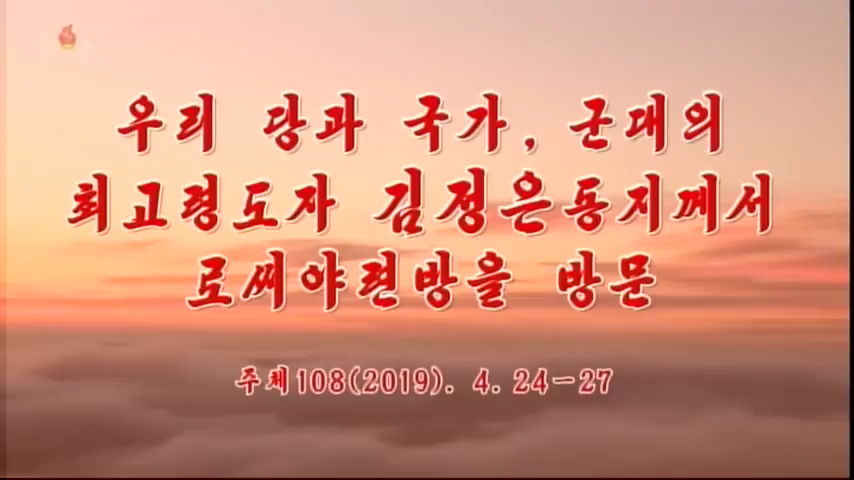 우리 당과 국가, 군대의
최고령도자 김정은동지께서
로씨야련방을 방문
주체108(2019). 4. 24-27